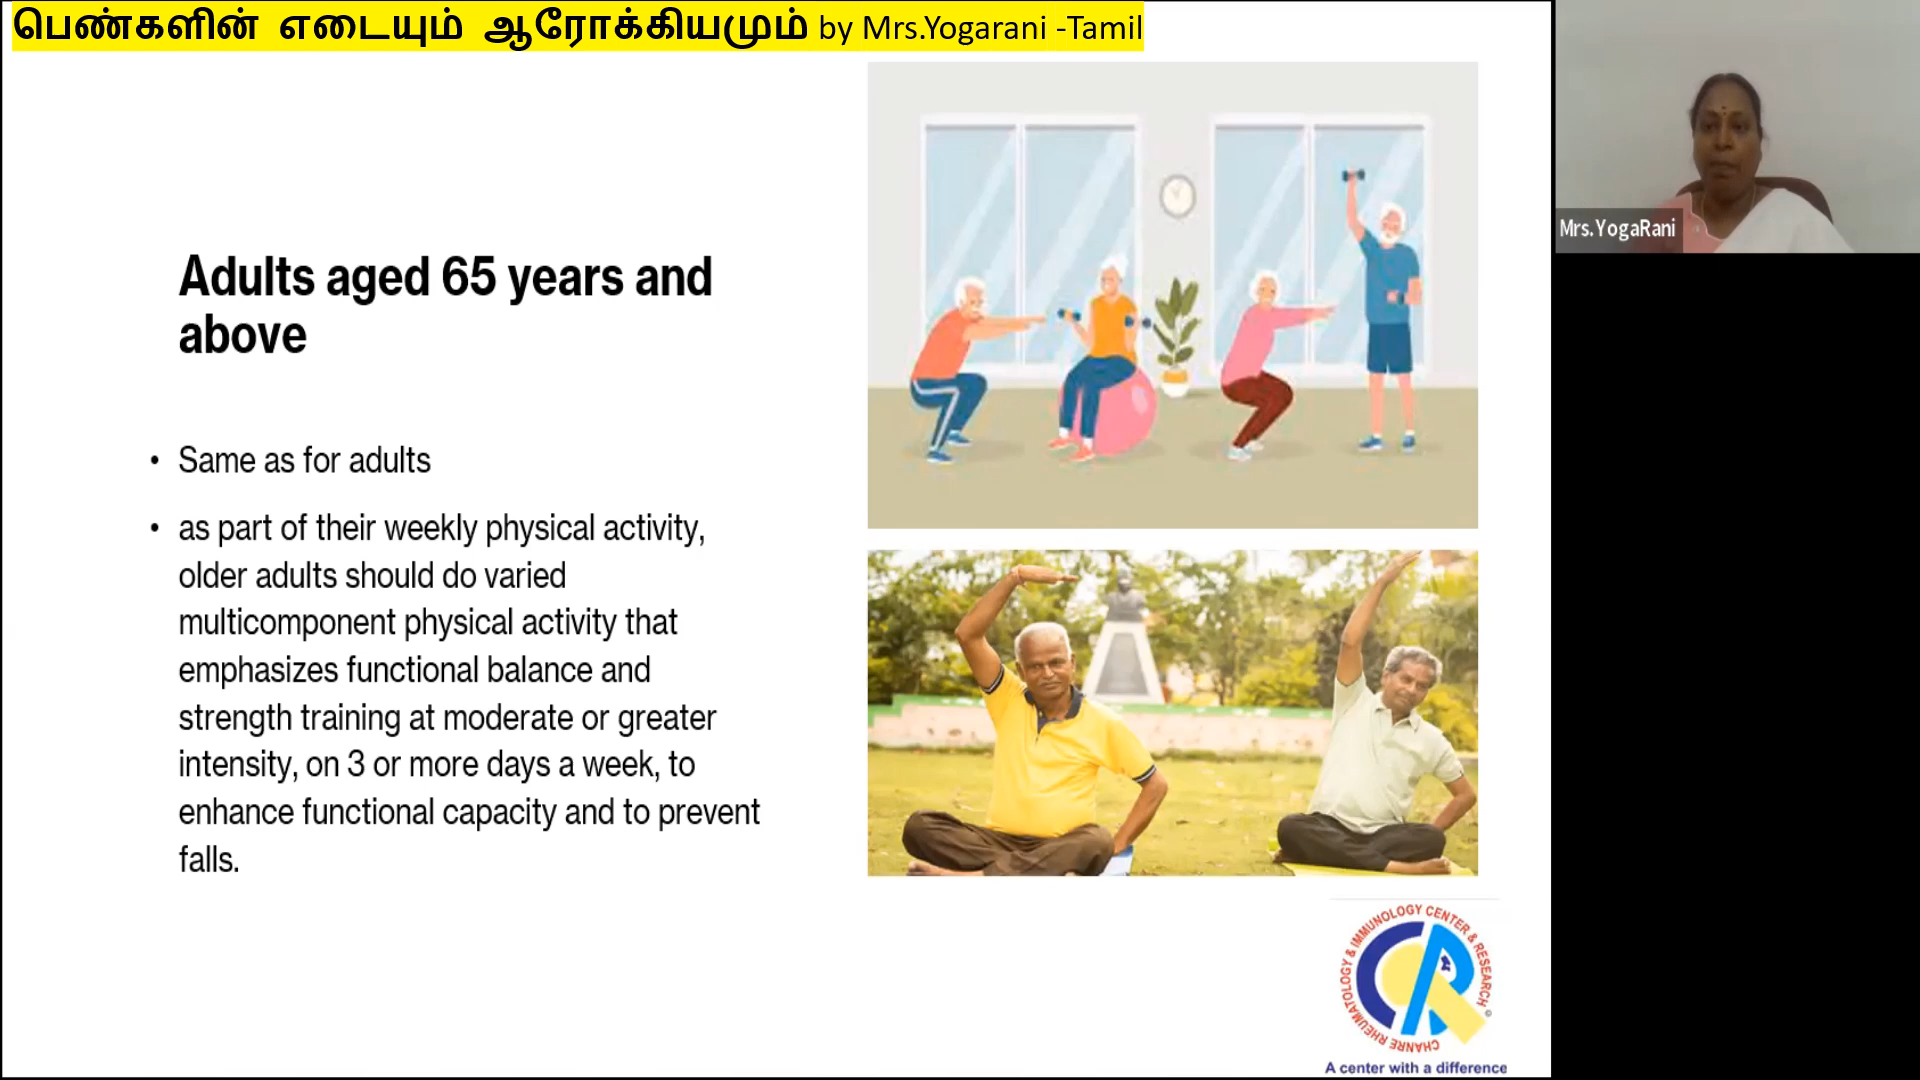 பெண்களின் எடையும் ஆரோக்கியமும் by Mrs.Yogarani -Tamil
Mrs.YogaRani
Adults aged 65 years and
above
• Same as for adults
• as part of their weekly physical activity,
older adults should do varied
multicomponent physical activity that
emphasizes functional balance and
strength training at moderate or greater
intensity, on 3 or more days a week, to
enhance functional capacity and to prevent
falls.
CHANRE RHEUMATOLOGY & IMMUNOLOGY CENTER & RESEARCH
A center with a difference